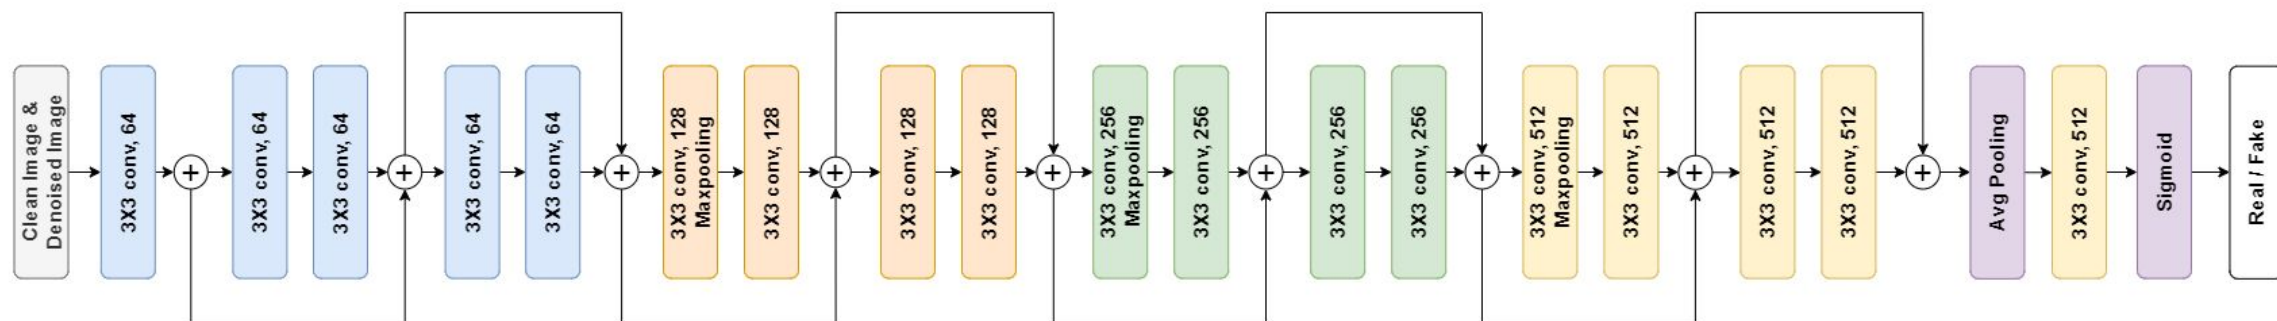 Clean Image &
Denoised Image
3X3 conv, 64
+
3X3 conv, 64
3X3 conv, 64
+
3X3 conv, 64
3X3 conv, 64
+
3X3 conv, 128
Maxpooling
3X3 conv, 128
+
3X3 conv, 128
3X3 conv, 128
+
3X3 conv, 256
Maxpooling
3X3 conv, 256
+
3X3 conv, 256
3X3 conv, 256
+
3X3 conv, 512
Maxpooling
3X3 conv, 512
+
3X3 conv, 512
3X3 conv, 512
+
Avg Pooling
3X3 conv, 512
Sigmoid
Real / Fake